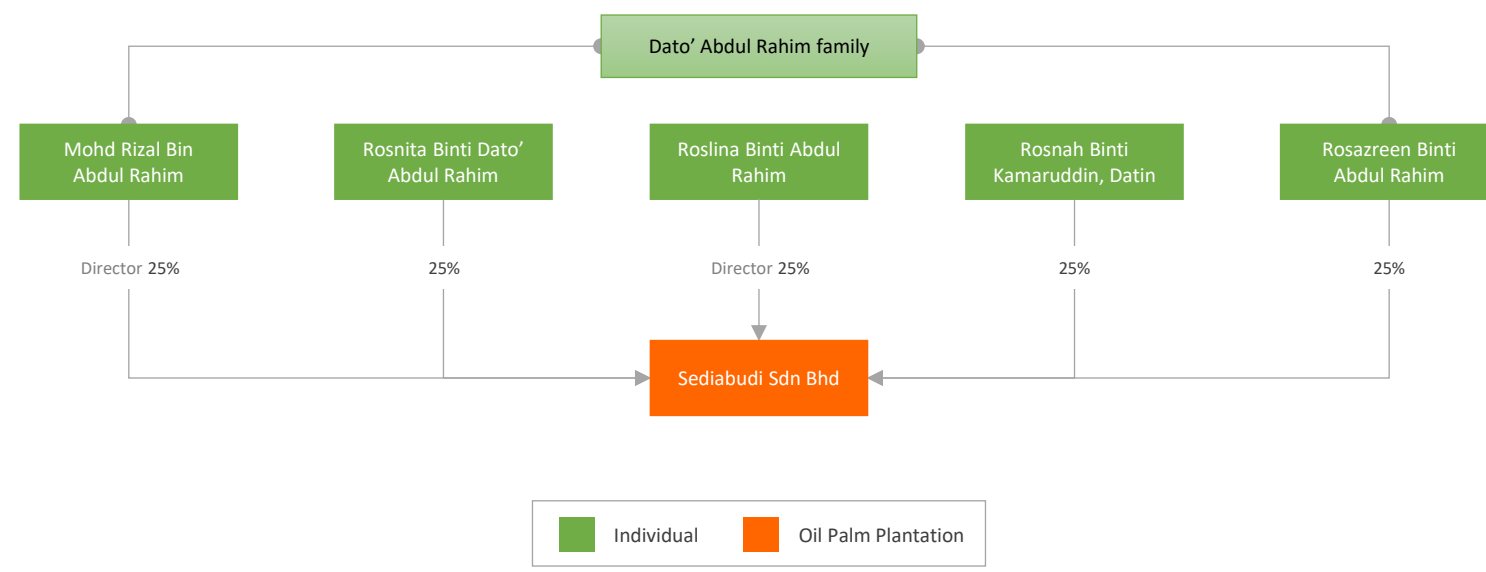 Dato’ Abdul Rahim family
Mohd Rizal Bin
Abdul Rahim
Rosnita Binti Dato’
Abdul Rahim
Roslina Binti Abdul
Rahim
Rosnah Binti
Kamaruddin, Datin
Rosazreen Binti
Abdul Rahim
Director 25%
25%
Director 25%
25%
25%
Sediabudi Sdn Bhd
Individual
Oil Palm Plantation